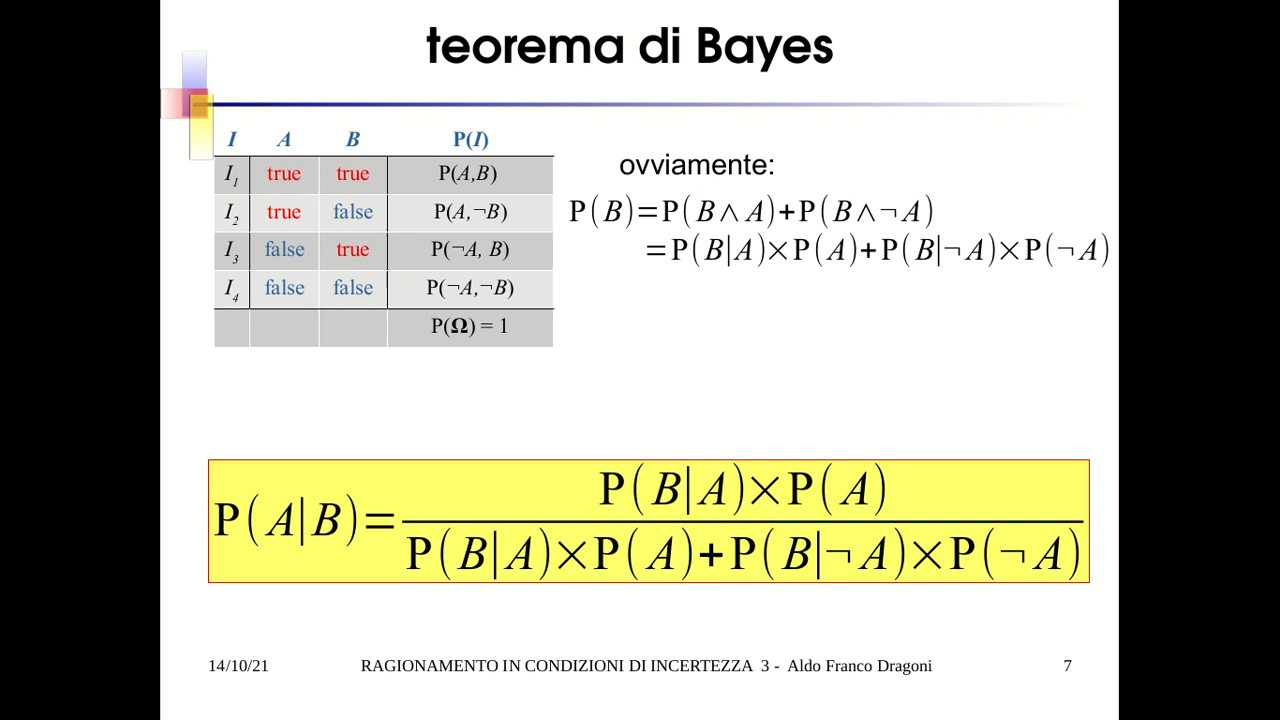 teorema di Bayes
I A B P(I)
I1 true true P(A,B)
I2 true false P(A,¬B)
I3 false true P(¬A, B)
I4 false false P(¬A,¬B)
P(Ω) = 1
ovviamente:
P(B)=P(B∧A)+P(B∧¬A)
=P(B|A)×P(A)+P(B|¬A)×P(¬A)
P(A|B)=
P(B|A)×P(A)
P(B|A)×P(A)+P(B|¬A)×P(¬A)
14/10/21 RAGIONAMENTO IN CONDIZIONI DI INCERTEZZA 3 - Aldo Franco Dragoni 7